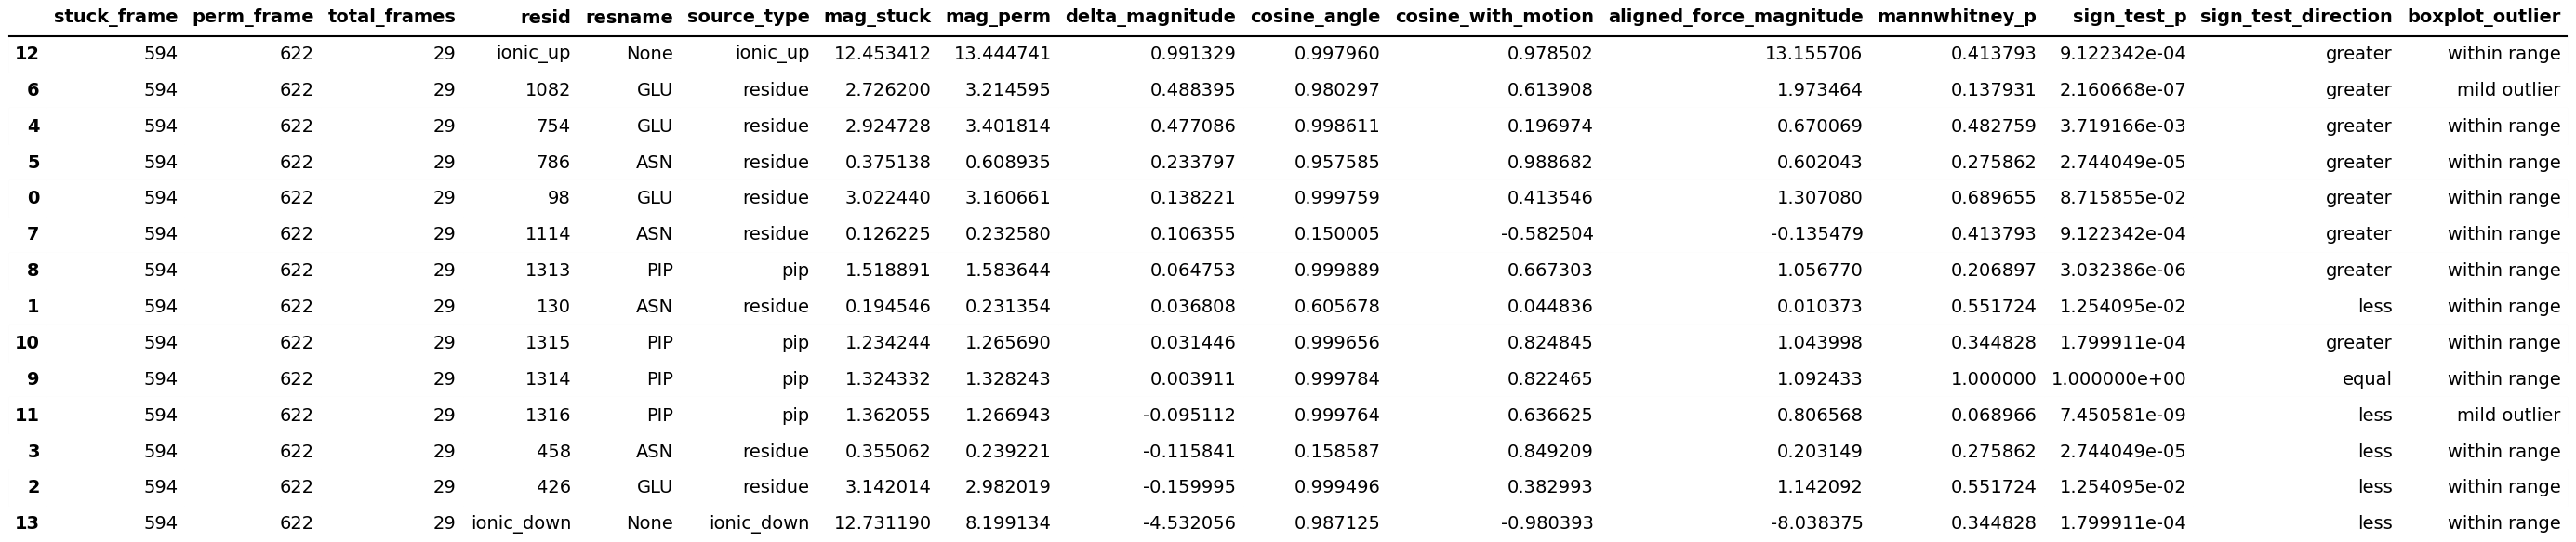 stuck_frame perm_frame total_frames resid resname source_type mag_stuck mag_perm delta_magnitude cosine_angle cosine_with_motion aligned_force_magnitude mannwhitney_p sign_test_p sign_test_direction boxplot_outlier
12 594 622 29 ionic_up None ionic_up 12.453412 13.444741 0.991329 0.997960 0.978502 13.155706 0.413793 9.122342e-04 greater within range
6 594 622 29 1082 GLU residue 2.726200 3.214595 0.488395 0.980297 0.613908 1.973464 0.137931 2.160668e-07 greater mild outlier
4 594 622 29 754 GLU residue 2.924728 3.401814 0.477086 0.998611 0.196974 0.670069 0.482759 3.719166e-03 greater within range
5 594 622 29 786 ASN residue 0.375138 0.608935 0.233797 0.957585 0.988682 0.602043 0.275862 2.744049e-05 greater within range
0 594 622 29 98 GLU residue 3.022440 3.160661 0.138221 0.999759 0.413546 1.307080 0.689655 8.715855e-02 greater within range
7 594 622 29 1114 ASN residue 0.126225 0.232580 0.106355 0.150005 -0.582504 -0.135479 0.413793 9.122342e-04 greater within range
8 594 622 29 1313 PIP pip 1.518891 1.583644 0.064753 0.999889 0.667303 1.056770 0.206897 3.032386e-06 greater within range
1 594 622 29 130 ASN residue 0.194546 0.231354 0.036808 0.605678 0.044836 0.010373 0.551724 1.254095e-02 less within range
10 594 622 29 1315 PIP pip 1.234244 1.265690 0.031446 0.999656 0.824845 1.043998 0.344828 1.799911e-04 greater within range
9 594 622 29 1314 PIP pip 1.324332 1.328243 0.003911 0.999784 0.822465 1.092433 1.000000 1.000000e+00 equal within range
11 594 622 29 1316 PIP pip 1.362055 1.266943 -0.095112 0.999764 0.636625 0.806568 0.068966 7.450581e-09 less mild outlier
3 594 622 29 458 ASN residue 0.355062 0.239221 -0.115841 0.158587 0.849209 0.203149 0.275862 2.744049e-05 less within range
2 594 622 29 426 GLU residue 3.142014 2.982019 -0.159995 0.999496 0.382993 1.142092 0.551724 1.254095e-02 less within range
13 594 622 29 ionic_down None ionic_down 12.731190 8.199134 -4.532056 0.987125 -0.980393 -8.038375 0.344828 1.799911e-04 less within range